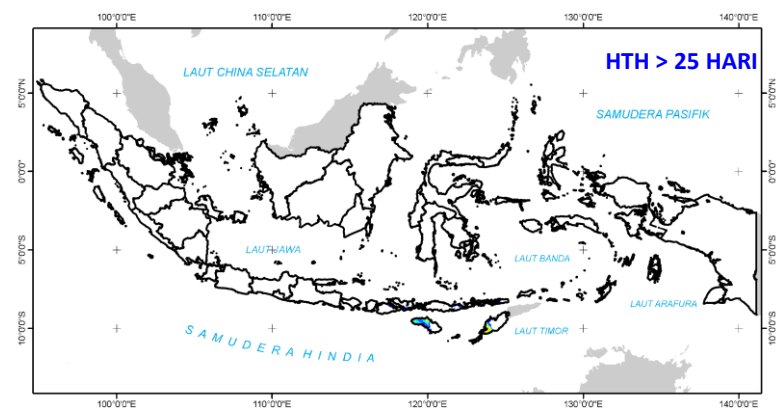 100°0'0"E 110°0'0"E 120°0'0"E 130°0'0"E 140°0'0"E
HTH > 25 HARI
LAUT CHINA SELATAN
5°0'0"N 5°0'0"N
SAMUDERA PASIFIK
0°0'0" 0°0'0"
LAUT JAWA
LAUT BANDA
5°0'0"S 5°0'0"S
LAUT ARAFURA
LAUT TIMOR
10°0'0"S 10°0'0"S
SAMUDERA HINDIA
100°0'0"E 110°0'0"E 120°0'0"E 130°0'0"E 140°0'0"E